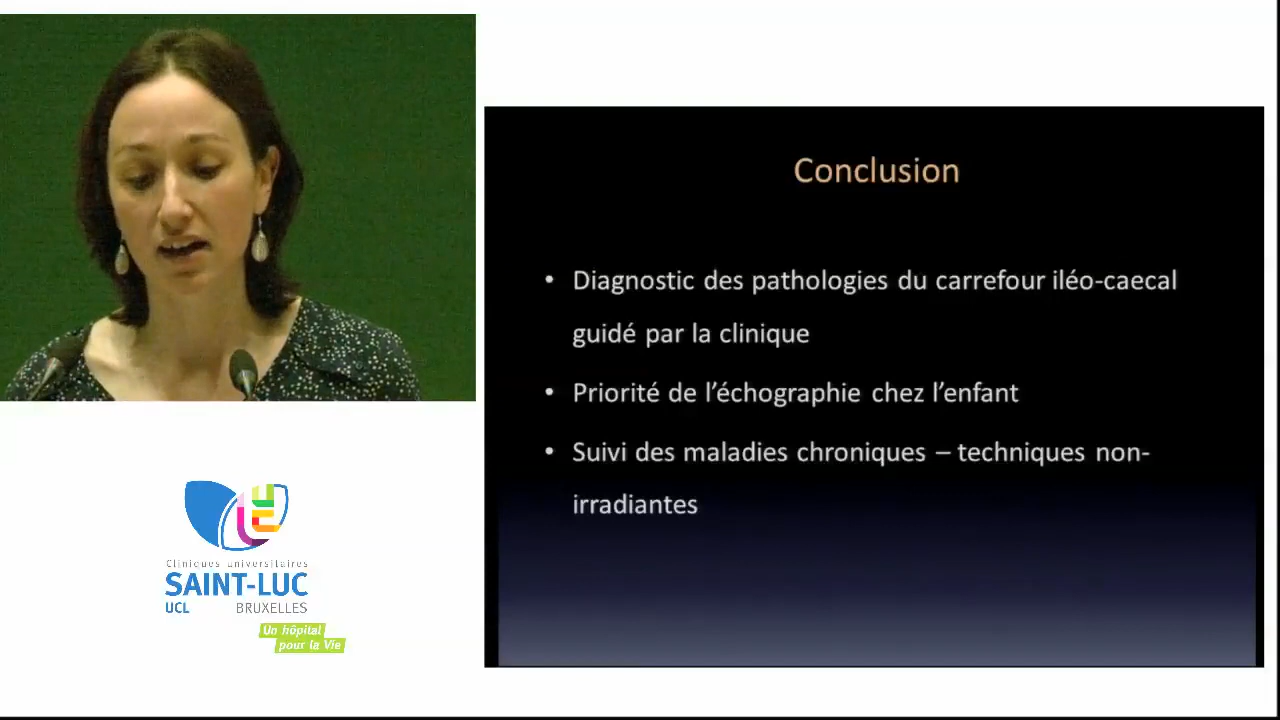 Conclusion
• Diagnostic des pathologies du carrefour iléo-caecal
guidé par la clinique
• Priorité de l’échographie chez l’enfant
• Suivi des maladies chroniques – techniques non-
irradiantes
Cliniques universitaires
SAINT-LUC
UCL BRUXELLES
Un hôpital
pour la Vie